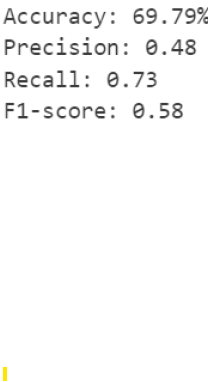 Accuracy: 69.79%
Precision: 0.48
Recall: 0.73
F1-score: 0.58